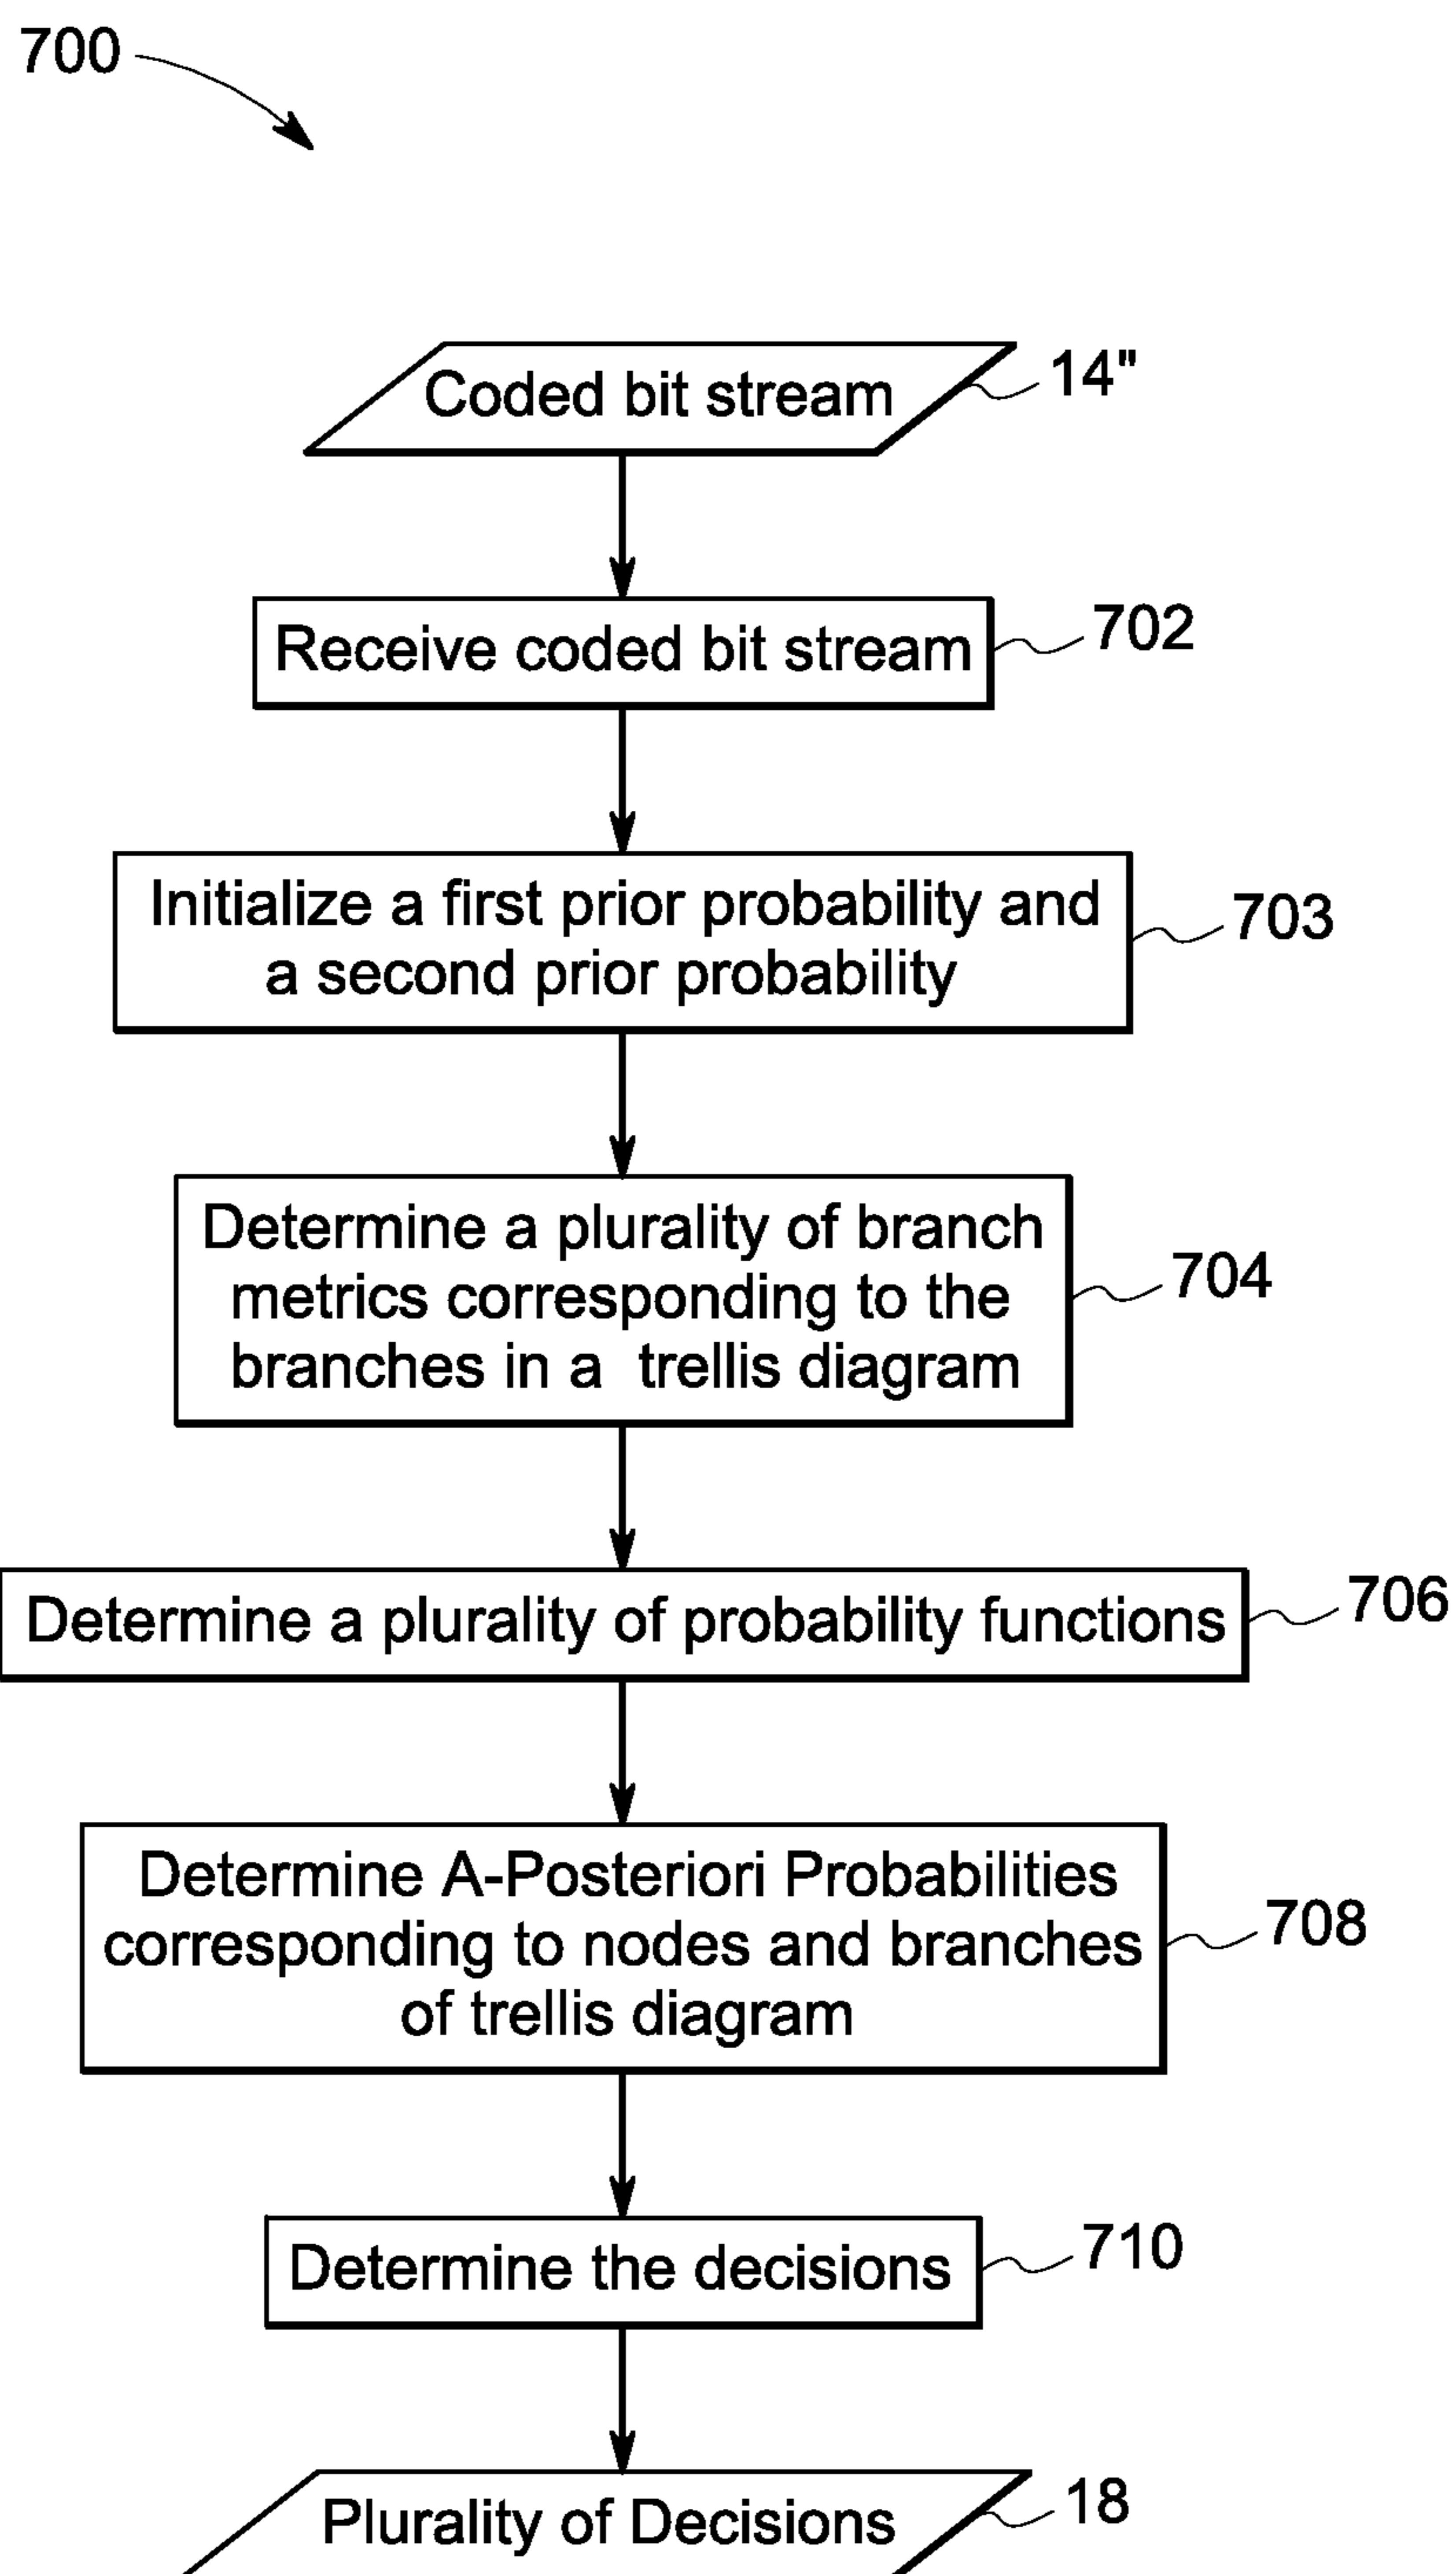 700
Coded bit stream
14"
Receive coded bit stream
702
Initialize a first prior probability and
a second prior probability
703
Determine a plurality of branch
metrics corresponding to the
branches in a trellis diagram
704
Determine a plurality of probability functions
706
Determine A-Posteriori Probabilities
corresponding to nodes and branches
of trellis diagram
708
Determine the decisions
710
Plurality of Decisions
18